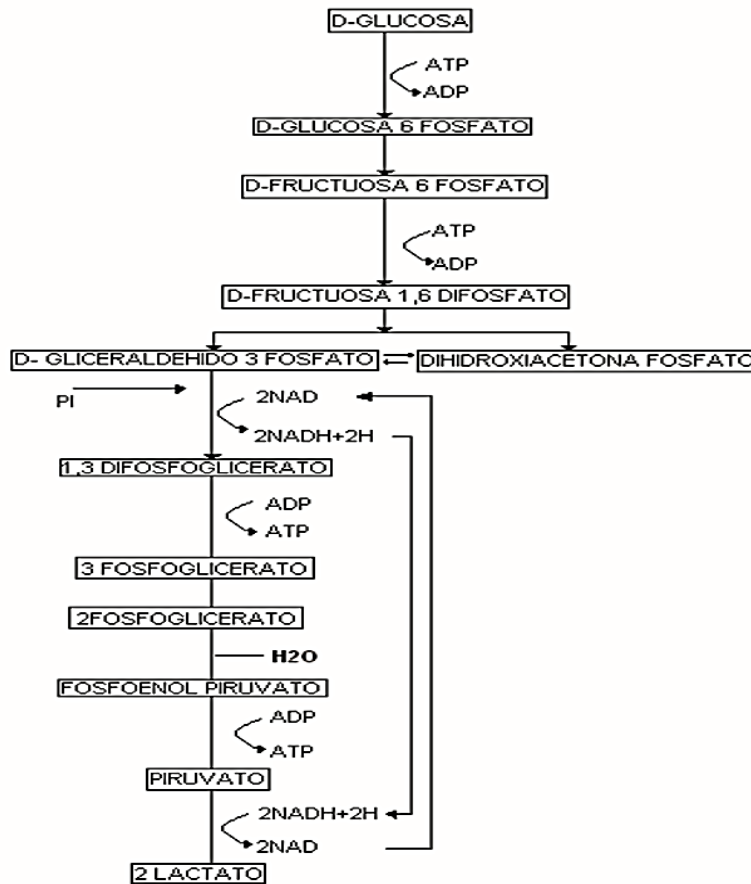 D-GLUCOSA
ATP
ADP
D-GLUCOSA 6 FOSFATO
D-FRUCTUOSA 6 FOSFATO
ATP
ADP
D-FRUCTUOSA 1,6 DIFOSFATO
D- GLICERALDEHIDO 3 FOSFATO
DIHIDROXIACETONA FOSFATO
PI
2NAD
2NADH+2H
1,3 DIFOSFOGLICERATO
ADP
ATP
3 FOSFOGLICERATO
2FOSFOGLICERATO
H2O
FOSFOENOL PIRUVATO
ADP
ATP
PIRUVATO
2NADH+2H
2NAD
2 LACTATO